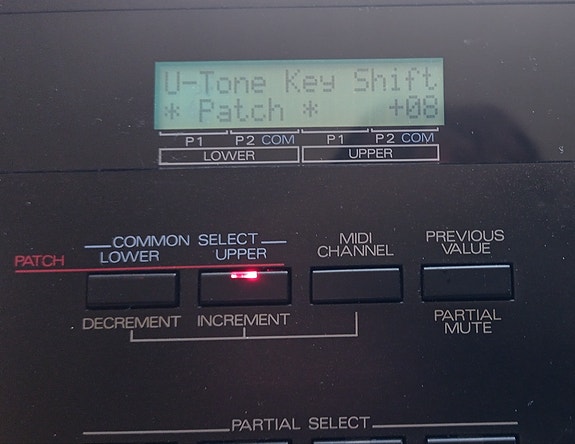 U-Tone Key Shift
* Patch * +08
P1 P2 COM P1 P2 COM
LOWER UPPER
COMMON SELECT
PATCH LOWER UPPER MIDI CHANNEL PREVIOUS VALUE
DECREMENT INCREMENT PARTIAL MUTE
PARTIAL SELECT